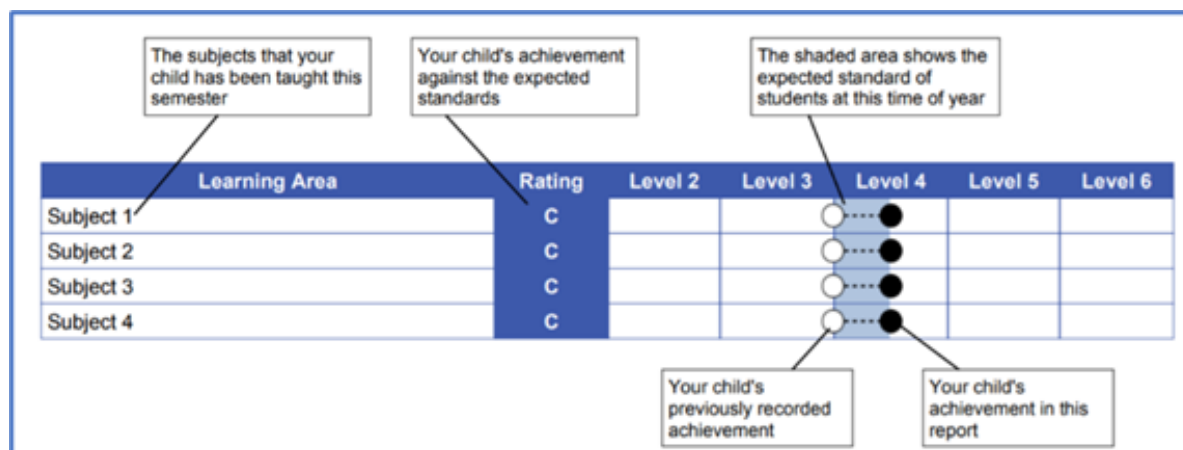 The subjects that your
child has been taught this
semester
Your child's achievement
against the expected
standards
The shaded area shows the
expected standard of
students at this time of year
Learning Area Rating Level 2 Level 3 Level 4 Level 5 Level 6
Subject 1 C
Subject 2 C
Subject 3 C
Subject 4 C
Your child's
previously recorded
achievement
Your child's
achievement in this
report